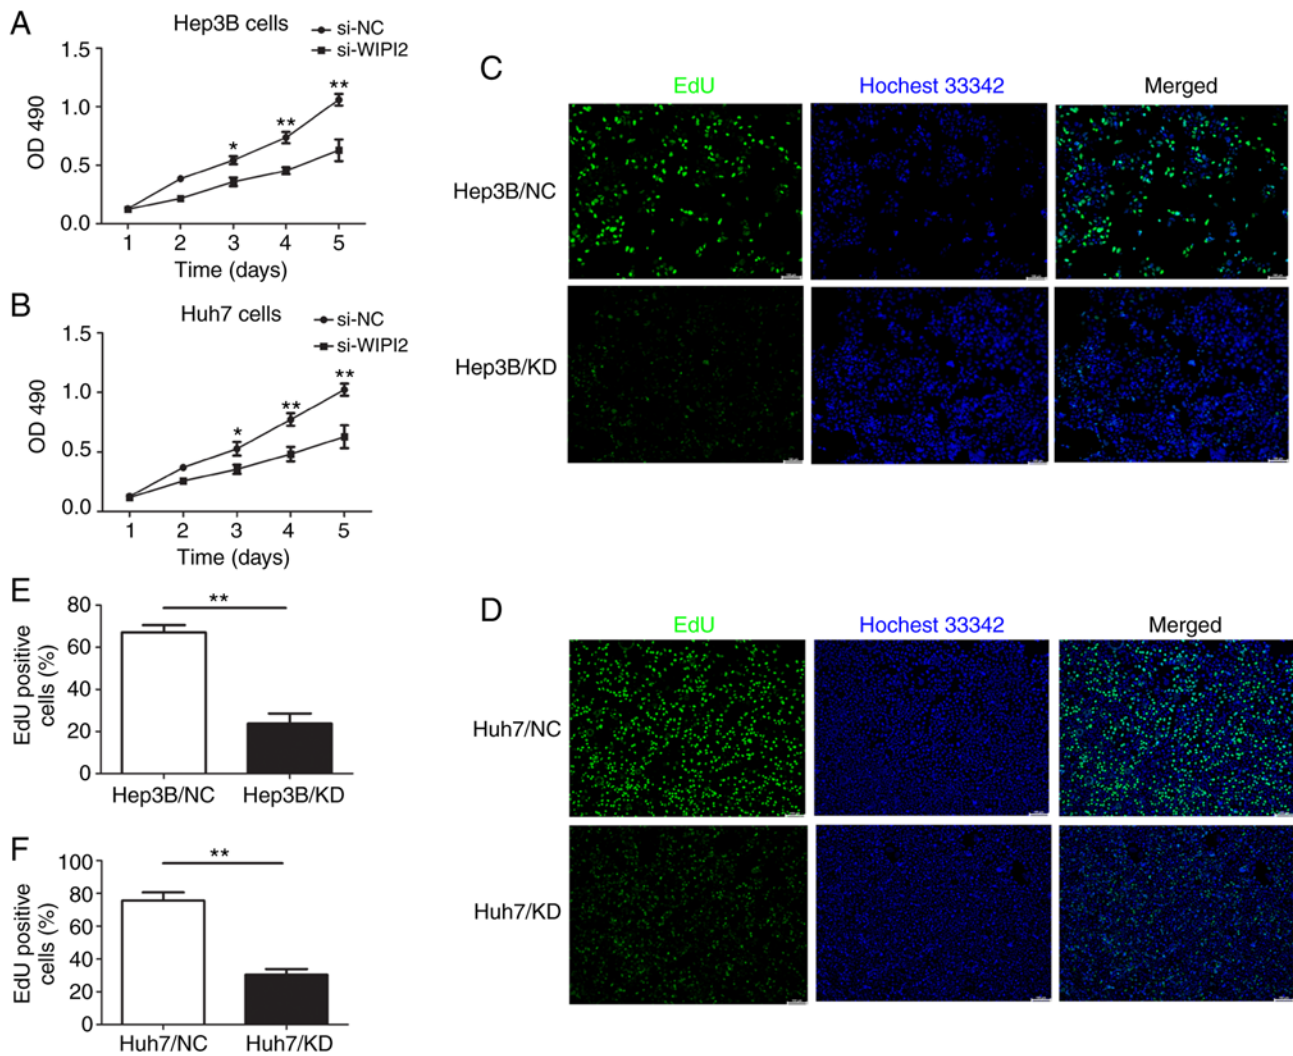 A
Hep3B cells
si-NC
si-WIPI2
1.5
1.0
0.5
0.0
OD 490
* ** **
1 2 3 4 5
Time (days)
B
Huh7 cells
si-NC
si-WIPI2
1.5
1.0
0.5
0.0
OD 490
* ** **
1 2 3 4 5
Time (days)
C
EdU Hochest 33342 Merged
Hep3B/NC
Hep3B/KD
E
80
60
40
20
0
EdU positive
cells (%)
**
Hep3B/NC Hep3B/KD
F
100
80
60
40
20
0
EdU positive
cells (%)
**
Huh7/NC Huh7/KD
D
EdU Hochest 33342 Merged
Huh7/NC
Huh7/KD